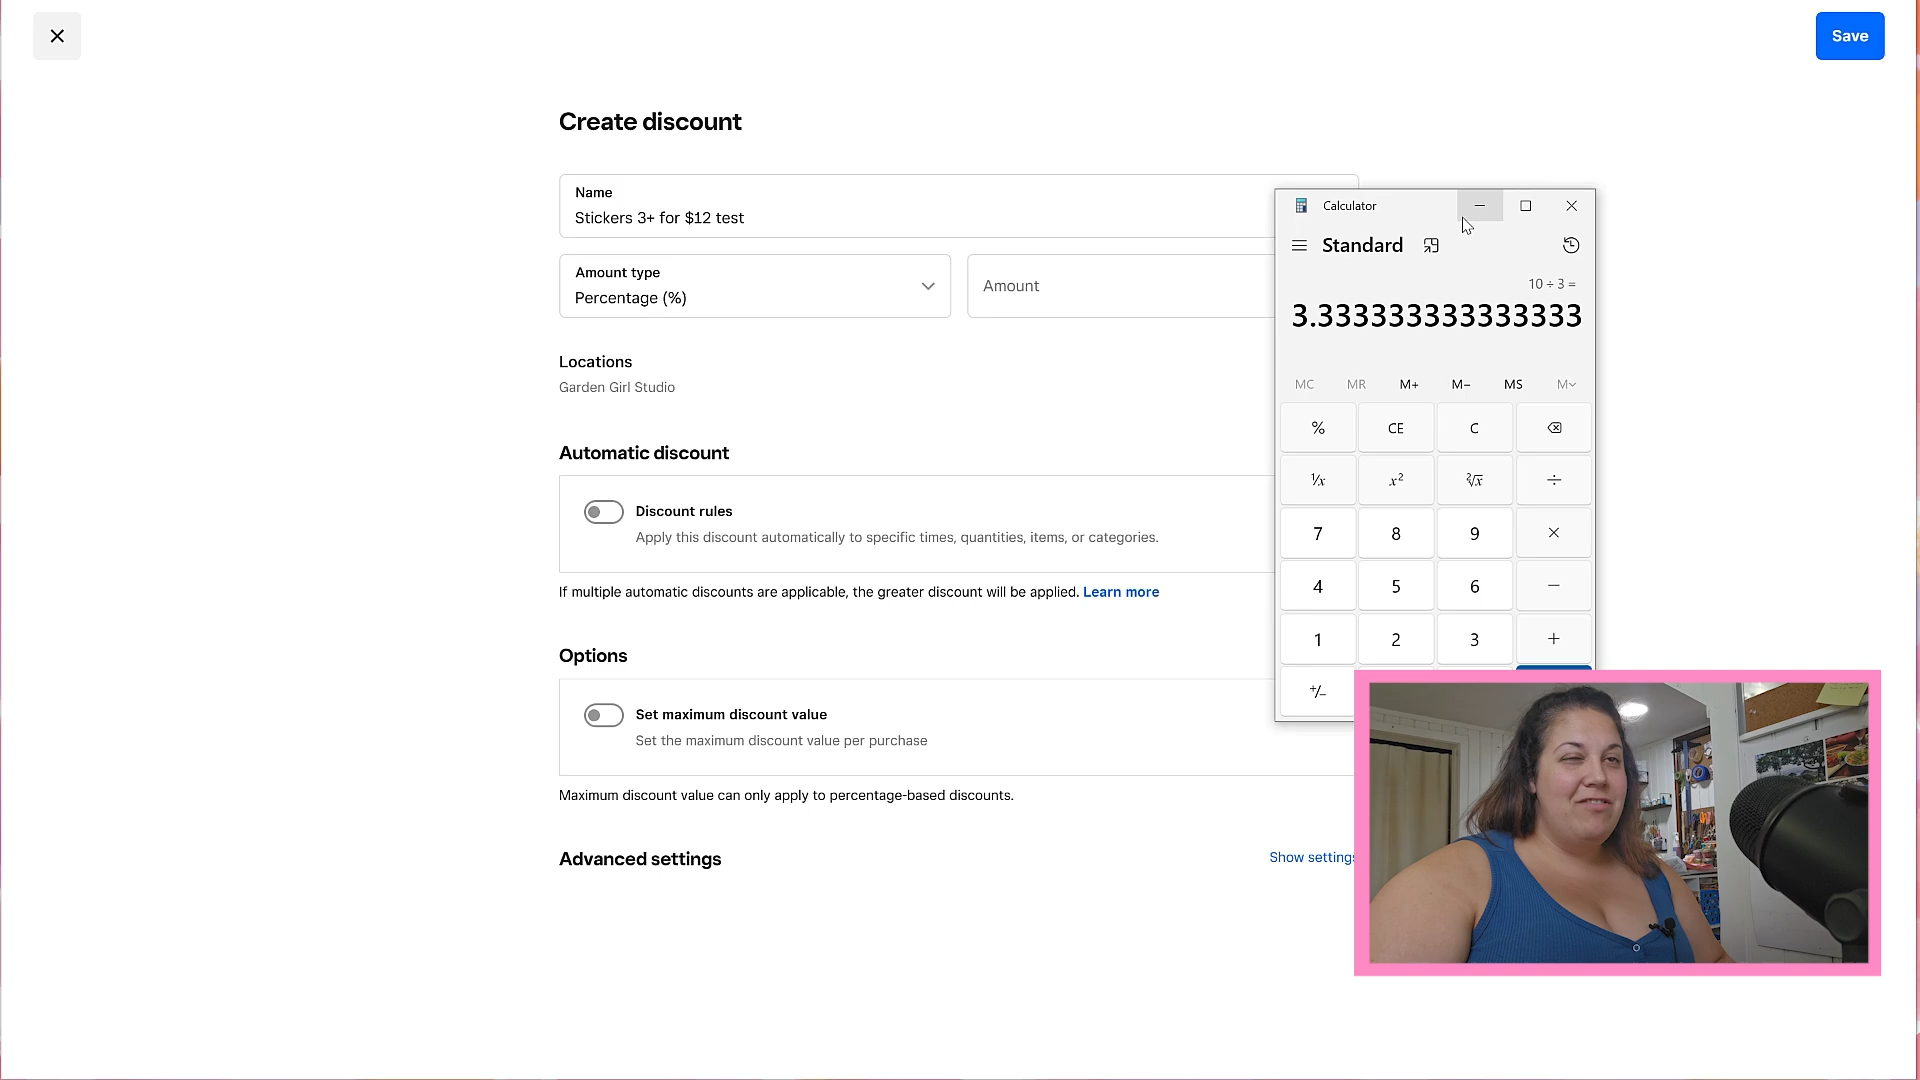 Save
Create discount
Name
Stickers 3+ for $12 test
Amount type
Percentage (%)
Amount
Locations
Garden Girl Studio
Automatic discount
Discount rules
Apply this discount automatically to specific times, quantities, items, or categories.
If multiple automatic discounts are applicable, the greater discount will be applied. Learn more
Options
Set maximum discount value
Set the maximum discount value per purchase
Maximum discount value can only apply to percentage-based discounts.
Advanced settings
Show settings
Calculator
Standard
10 ÷ 3 =
3.333333333333333
MC MR M+ M− MS M
% CE C
¹/x x² ²√x ÷
7 8 9 ×
4 5 6 −
1 2 3 +
+/−